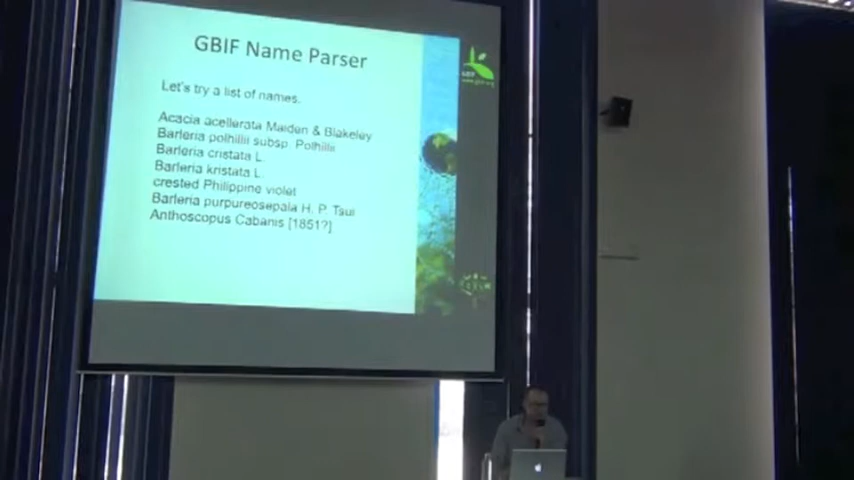 GBIF Name Parser
Let's try a list of names.
Acacia acellerata Maiden & Blakeley
Barleria polhillii subsp. Polhillii
Barleria cristata L.
Barleria kristata L.
crested Philippine violet
Barleria purpureosepala H. P. Tsui
Anthoscopus Cabanis [1851?]